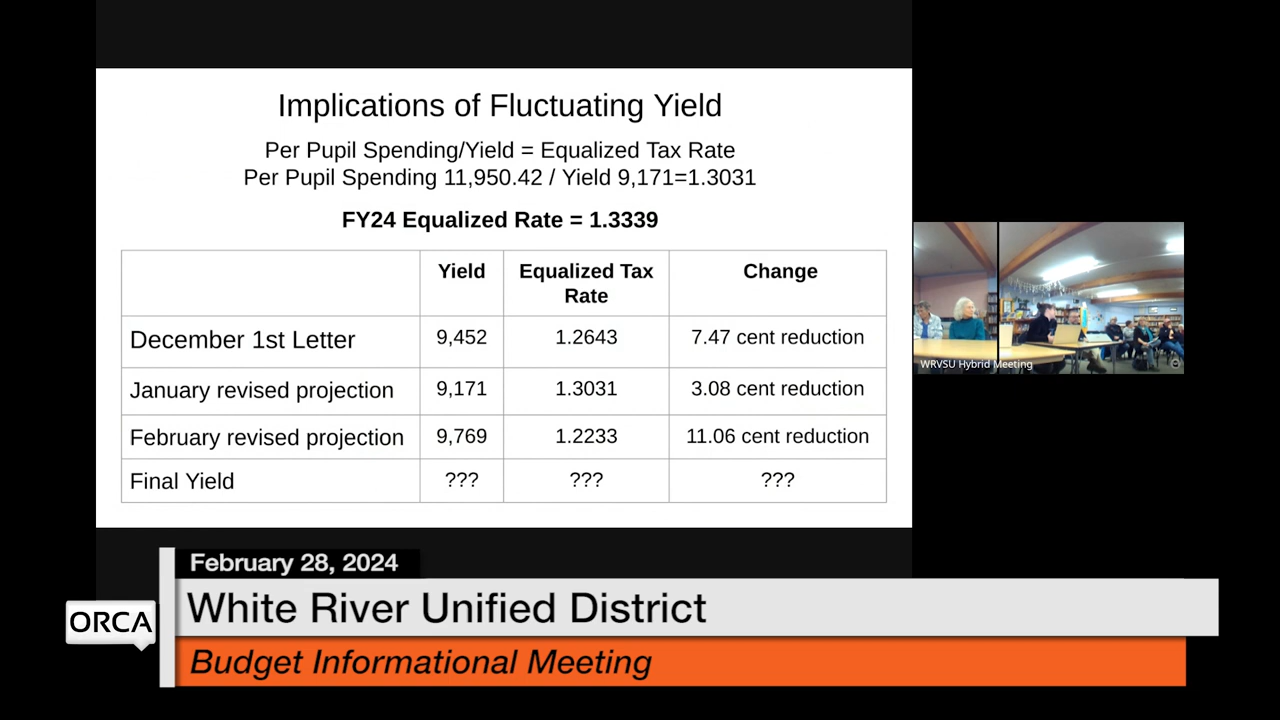 Implications of Fluctuating Yield
Per Pupil Spending/Yield = Equalized Tax Rate
Per Pupil Spending 11,950.42 / Yield 9,171=1.3031
FY24 Equalized Rate = 1.3339
Yield Equalized Tax Change
Rate
December 1st Letter 9,452 1.2643 7.47 cent reduction
January revised projection 9,171 1.3031 3.08 cent reduction
February revised projection 9,769 1.2233 11.06 cent reduction
Final Yield ??? ??? ???
WRVSU Hybrid Meeting
February 28, 2024
ORCA
White River Unified District
Budget Informational Meeting